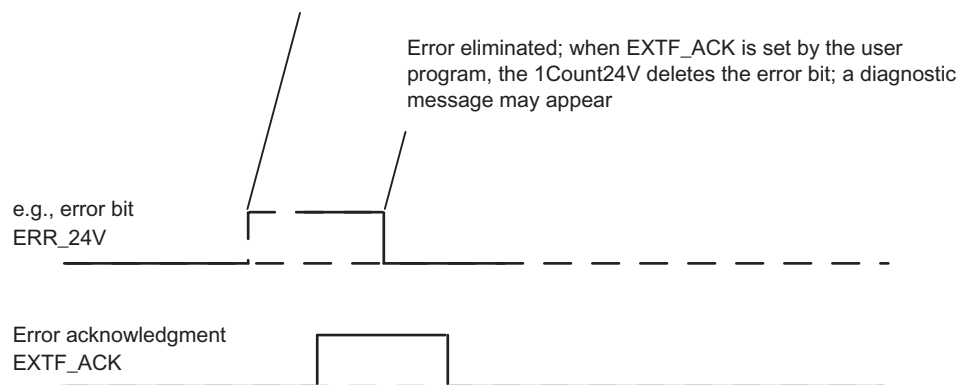 Error eliminated; when EXTF_ACK is set by the user
program, the 1Count24V deletes the error bit; a diagnostic
message may appear
e.g., error bit
ERR_24V
Error acknowledgment
EXTF_ACK